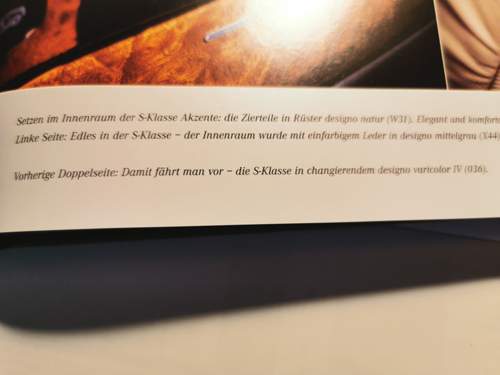 Setzen im Innenraum der S-Klasse Akzente: die Zierteile in Rüster designo natur (W31). Elegant und
Linke Seite: Edles in der S-Klasse – der Innenraum wurde mit einfarbigem Leder in designo mittelgrau (X44)
Vorherige Doppelseite: Damit fährt man vor – die S-Klasse in changierendem designo varicolor IV (036).